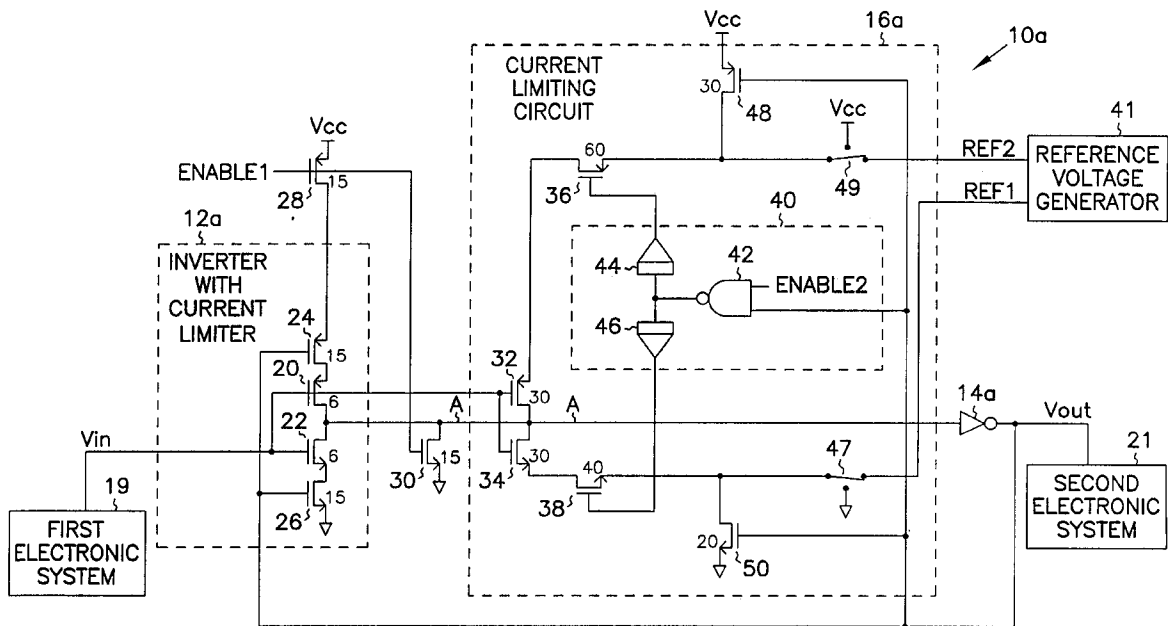 Vcc
16a
10a
CURRENT
LIMITING
CIRCUIT
30
48
Vcc
41
Vcc
60
REF2
REFERENCE
VOLTAGE
GENERATOR
ENABLE1
15
28
36
49
REF1
12a
40
INVERTER
WITH
CURRENT
LIMITER
44
42
ENABLE2
24
15
46
20
6
32
30
14a
A
A
Vout
22
Vin
6
30
15
34
30
40
47
21
19
15
26
38
SECOND
ELECTRONIC
SYSTEM
FIRST
ELECTRONIC
SYSTEM
20
50